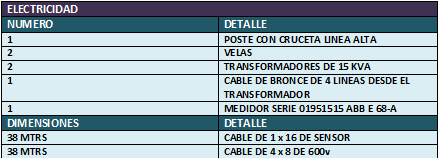 ELECTRICIDAD
NUMERO DETALLE
1 POSTE CON CRUCETA LINEA ALTA
2 VELAS
2 TRANSFORMADORES DE 15 KVA
1 CABLE DE BRONCE DE 4 LINEAS DESDE EL
TRANSFORMADOR
1 MEDIDOR SERIE 01951515 ABB E 68-A
DIMENSIONES DETALLE
38 MTRS CABLE DE 1 x 16 DE SENSOR
38 MTRS CABLE DE 4 x 8 DE 600v